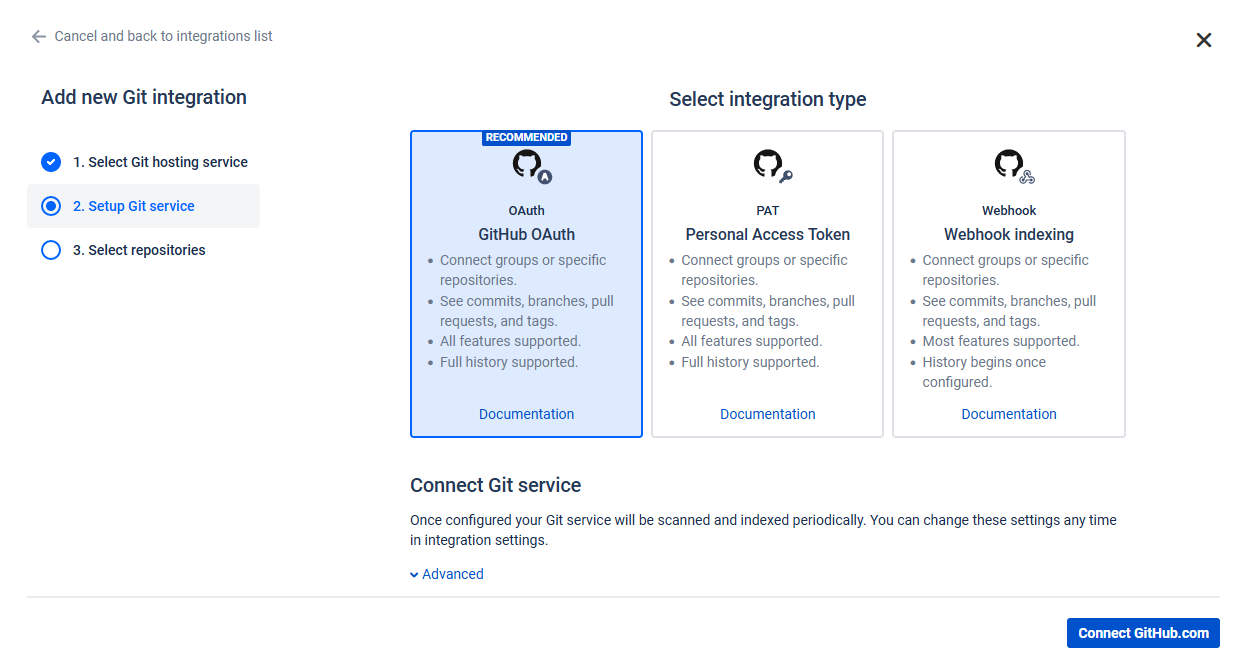 Cancel and back to integrations list
Add new Git integration
1. Select Git hosting service
2. Setup Git service
3. Select repositories
Select integration type
RECOMMENDED
OAuth
GitHub OAuth
• Connect groups or specific
repositories.
• See commits, branches, pull
requests, and tags.
• All features supported.
• Full history supported.
Documentation
PAT
Personal Access Token
• Connect groups or specific
repositories.
• See commits, branches, pull
requests, and tags.
• All features supported.
• Full history supported.
Documentation
Webhook
Webhook indexing
• Connect groups or specific
repositories.
• See commits, branches, pull
requests, and tags.
• Most features supported.
• History begins once
configured.
Documentation
Connect Git service
Once configured your Git service will be scanned and indexed periodically. You can change these settings any time
in integration settings.
Advanced
Connect GitHub.com